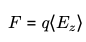 F = q⟨E_z⟩